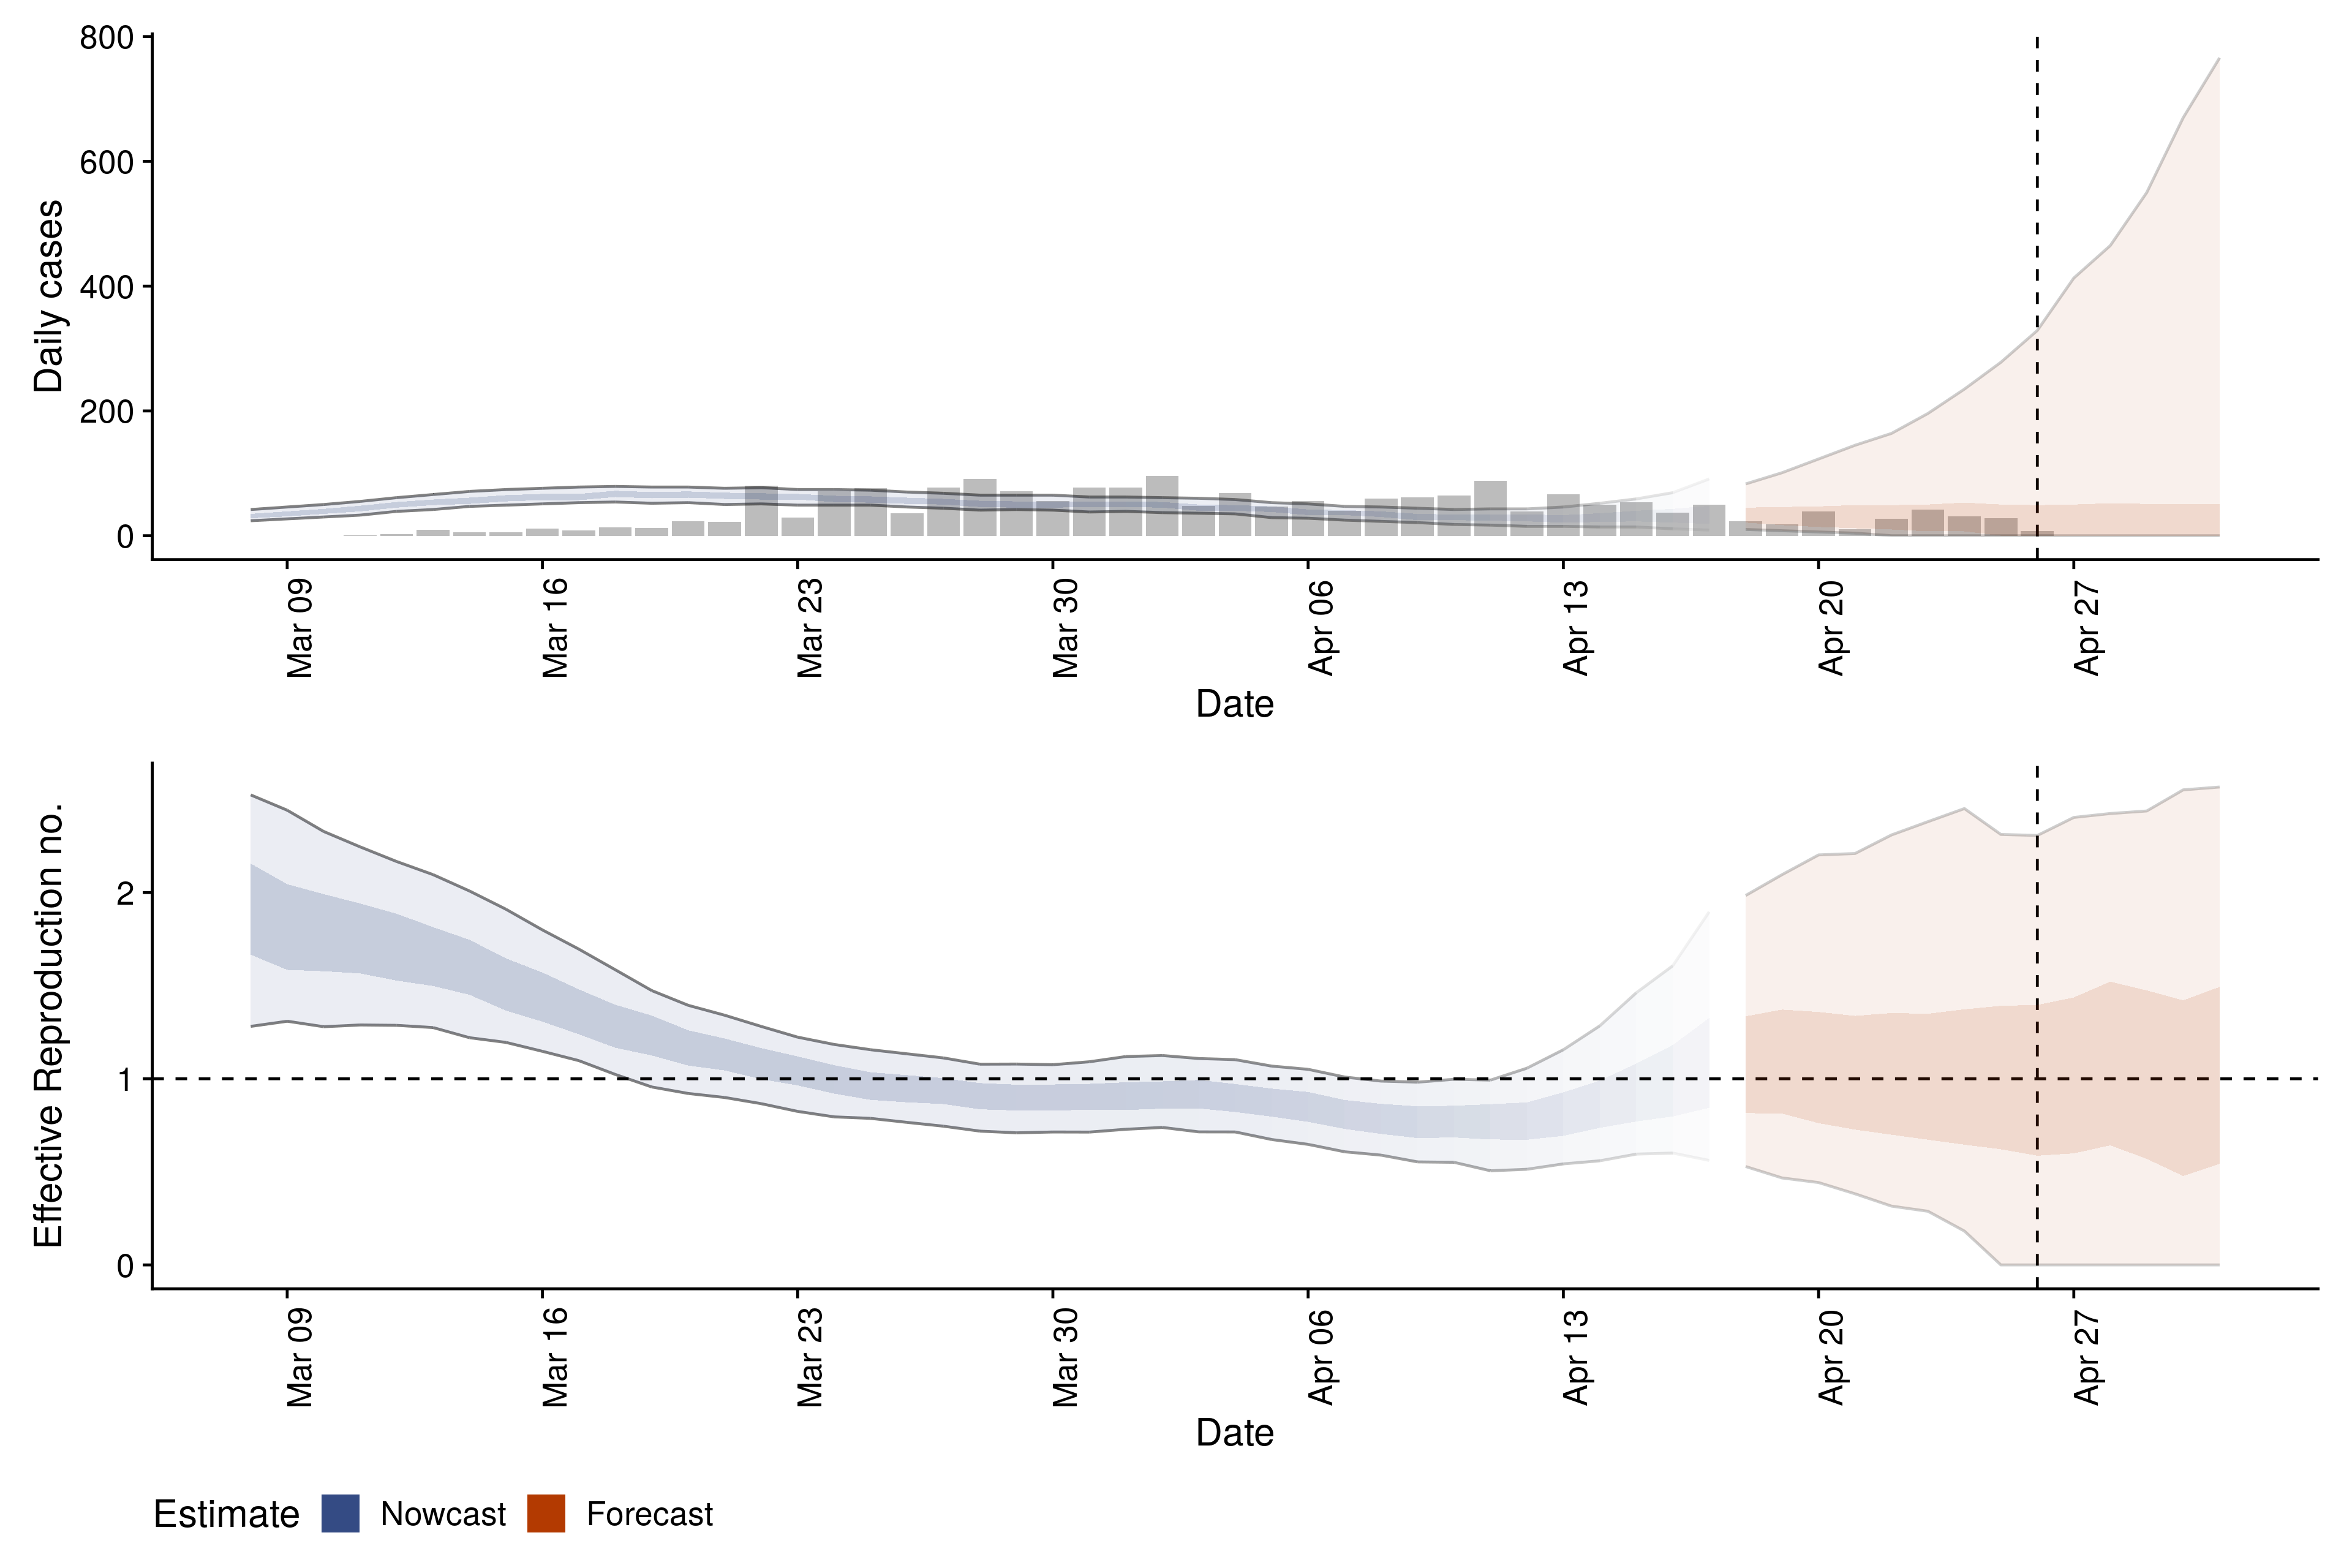 800
600
400
200
0
Daily cases
Mar 09
Mar 16
Mar 23
Mar 30
Apr 06
Apr 13
Apr 20
Apr 27
Date
2
1
0
Effective Reproduction no.
Mar 09
Mar 16
Mar 23
Mar 30
Apr 06
Apr 13
Apr 20
Apr 27
Date
Estimate Nowcast Forecast